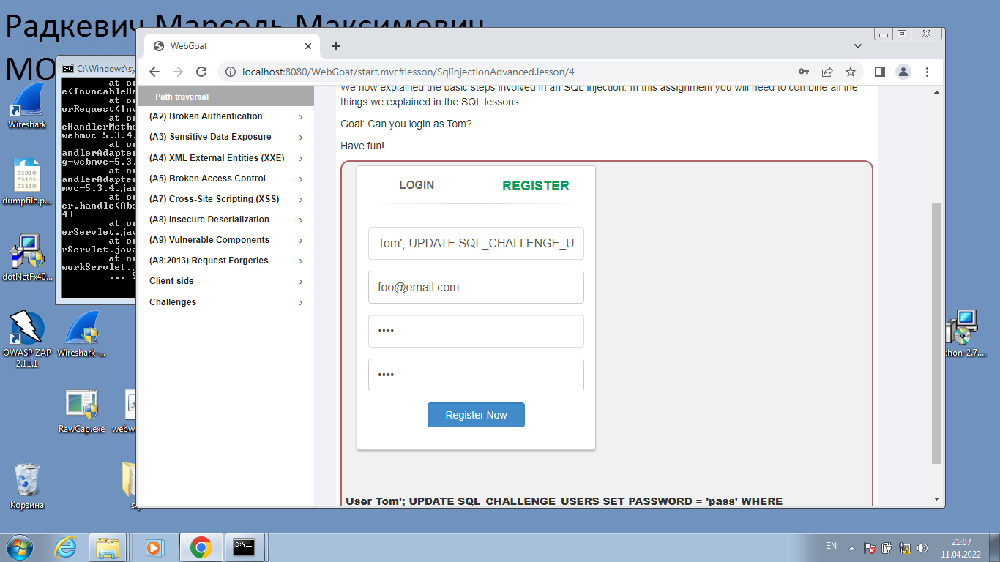 Радкевич Марсель Максимович
МО
WebGoat
C:\Windows\sy
localhost:8080/WebGoat/start.mvc#lesson/SqlInjectionAdvanced.lesson/4
at or
e(InvocableHa
at or
orRequest(Inv
at or
eHandlerMetho
webmvc-5.3.4.
at or
andlerAdapter
g-webmvc-5.3.
at or
andlerAdapter
mvc-5.3.4.jar
at or
er.handle(Abs
4]
at or
erServlet.jav
at or
rServlet.java
at or
workServlet.j
... 9
Wireshark
dumpfile.p...
dotNetFx40...
OWASP ZAP
2.11.1
Wireshark-...
RawCap.exe
webw
Корзина
thon-2.7....
Path traversal
(A2) Broken Authentication
(A3) Sensitive Data Exposure
(A4) XML External Entities (XXE)
(A5) Broken Access Control
(A7) Cross-Site Scripting (XSS)
(A8) Insecure Deserialization
(A9) Vulnerable Components
(A8:2013) Request Forgeries
Client side
Challenges
We now explained the basic steps involved in an SQL injection. In this assignment you will need to combine all the
things we explained in the SQL lessons.
Goal: Can you login as Tom?
Have fun!
LOGIN
REGISTER
Tom'; UPDATE SQL_CHALLENGE_U
foo@email.com
••••
••••
Register Now
User Tom'; UPDATE SQL_CHALLENGE_USERS SET PASSWORD = 'pass' WHERE
EN
21:07
11.04.2022